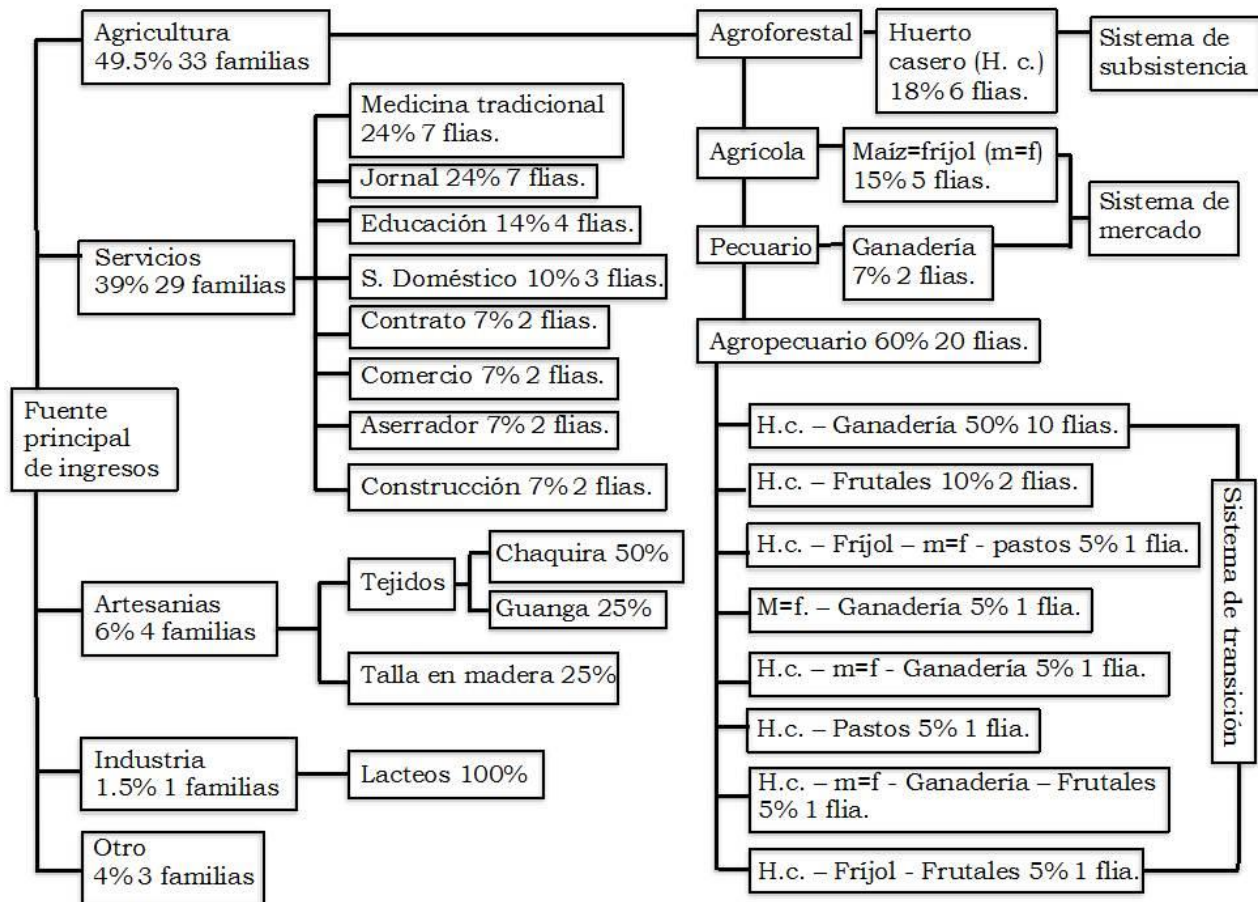 Fuente
principal
de ingresos
Agricultura
49.5% 33 familias
Servicios
39% 29 familias
Artesanias
6% 4 familias
Industria
1.5% 1 familias
Otro
4% 3 familias
Medicina tradicional
24% 7 flias.
Jornal 24% 7 flias.
Educación 14% 4 flias.
S. Doméstico 10% 3 flias.
Contrato 7% 2 flias.
Comercio 7% 2 flias.
Aserrador 7% 2 flias.
Construcción 7% 2 flias.
Tejidos
Chaquira 50%
Guanga 25%
Talla en madera 25%
Lacteos 100%
Agroforestal
Huerto
casero (H. c.)
18% 6 flias.
Sistema de
subsistencia
Agrícola
Maíz=fríjol (m=f)
15% 5 flias.
Pecuario
Ganadería
7% 2 flias.
Sistema de
mercado
Agropecuario 60% 20 flias.
H.c. – Ganadería 50% 10 flias.
H.c. – Frutales 10% 2 flias.
H.c. – Fríjol – m=f - pastos 5% 1 flia.
M=f. – Ganadería 5% 1 flia.
H.c. – m=f - Ganadería 5% 1 flia.
H.c. – Pastos 5% 1 flia.
H.c. – m=f - Ganadería – Frutales
5% 1 flia.
H.c. – Fríjol - Frutales 5% 1 flia.
Sistema de transición